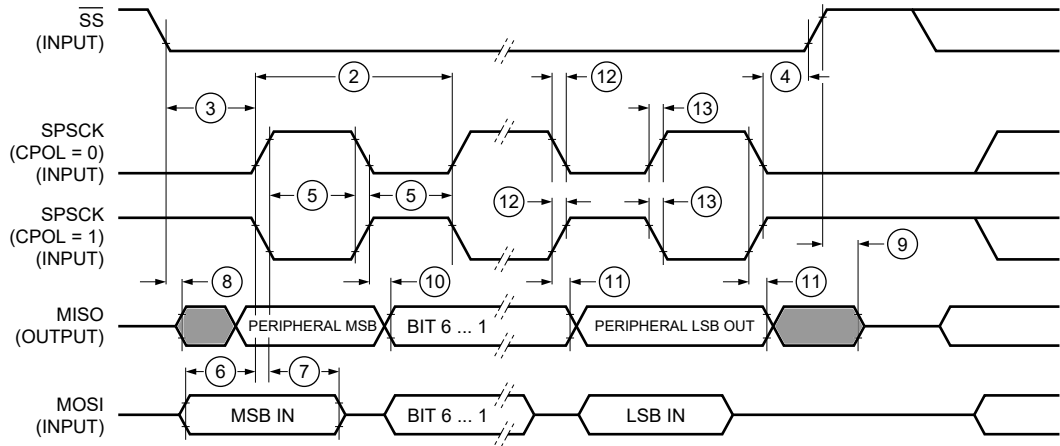 SS
(INPUT)
2
12
4
3
13
SPSCK
(CPOL = 0)
(INPUT)
5
5
12
13
SPSCK
(CPOL = 1)
(INPUT)
9
8
10
11
11
MISO
(OUTPUT)
PERIPHERAL MSB
BIT 6 ... 1
PERIPHERAL LSB OUT
6
7
MOSI
(INPUT)
MSB IN
BIT 6 ... 1
LSB IN